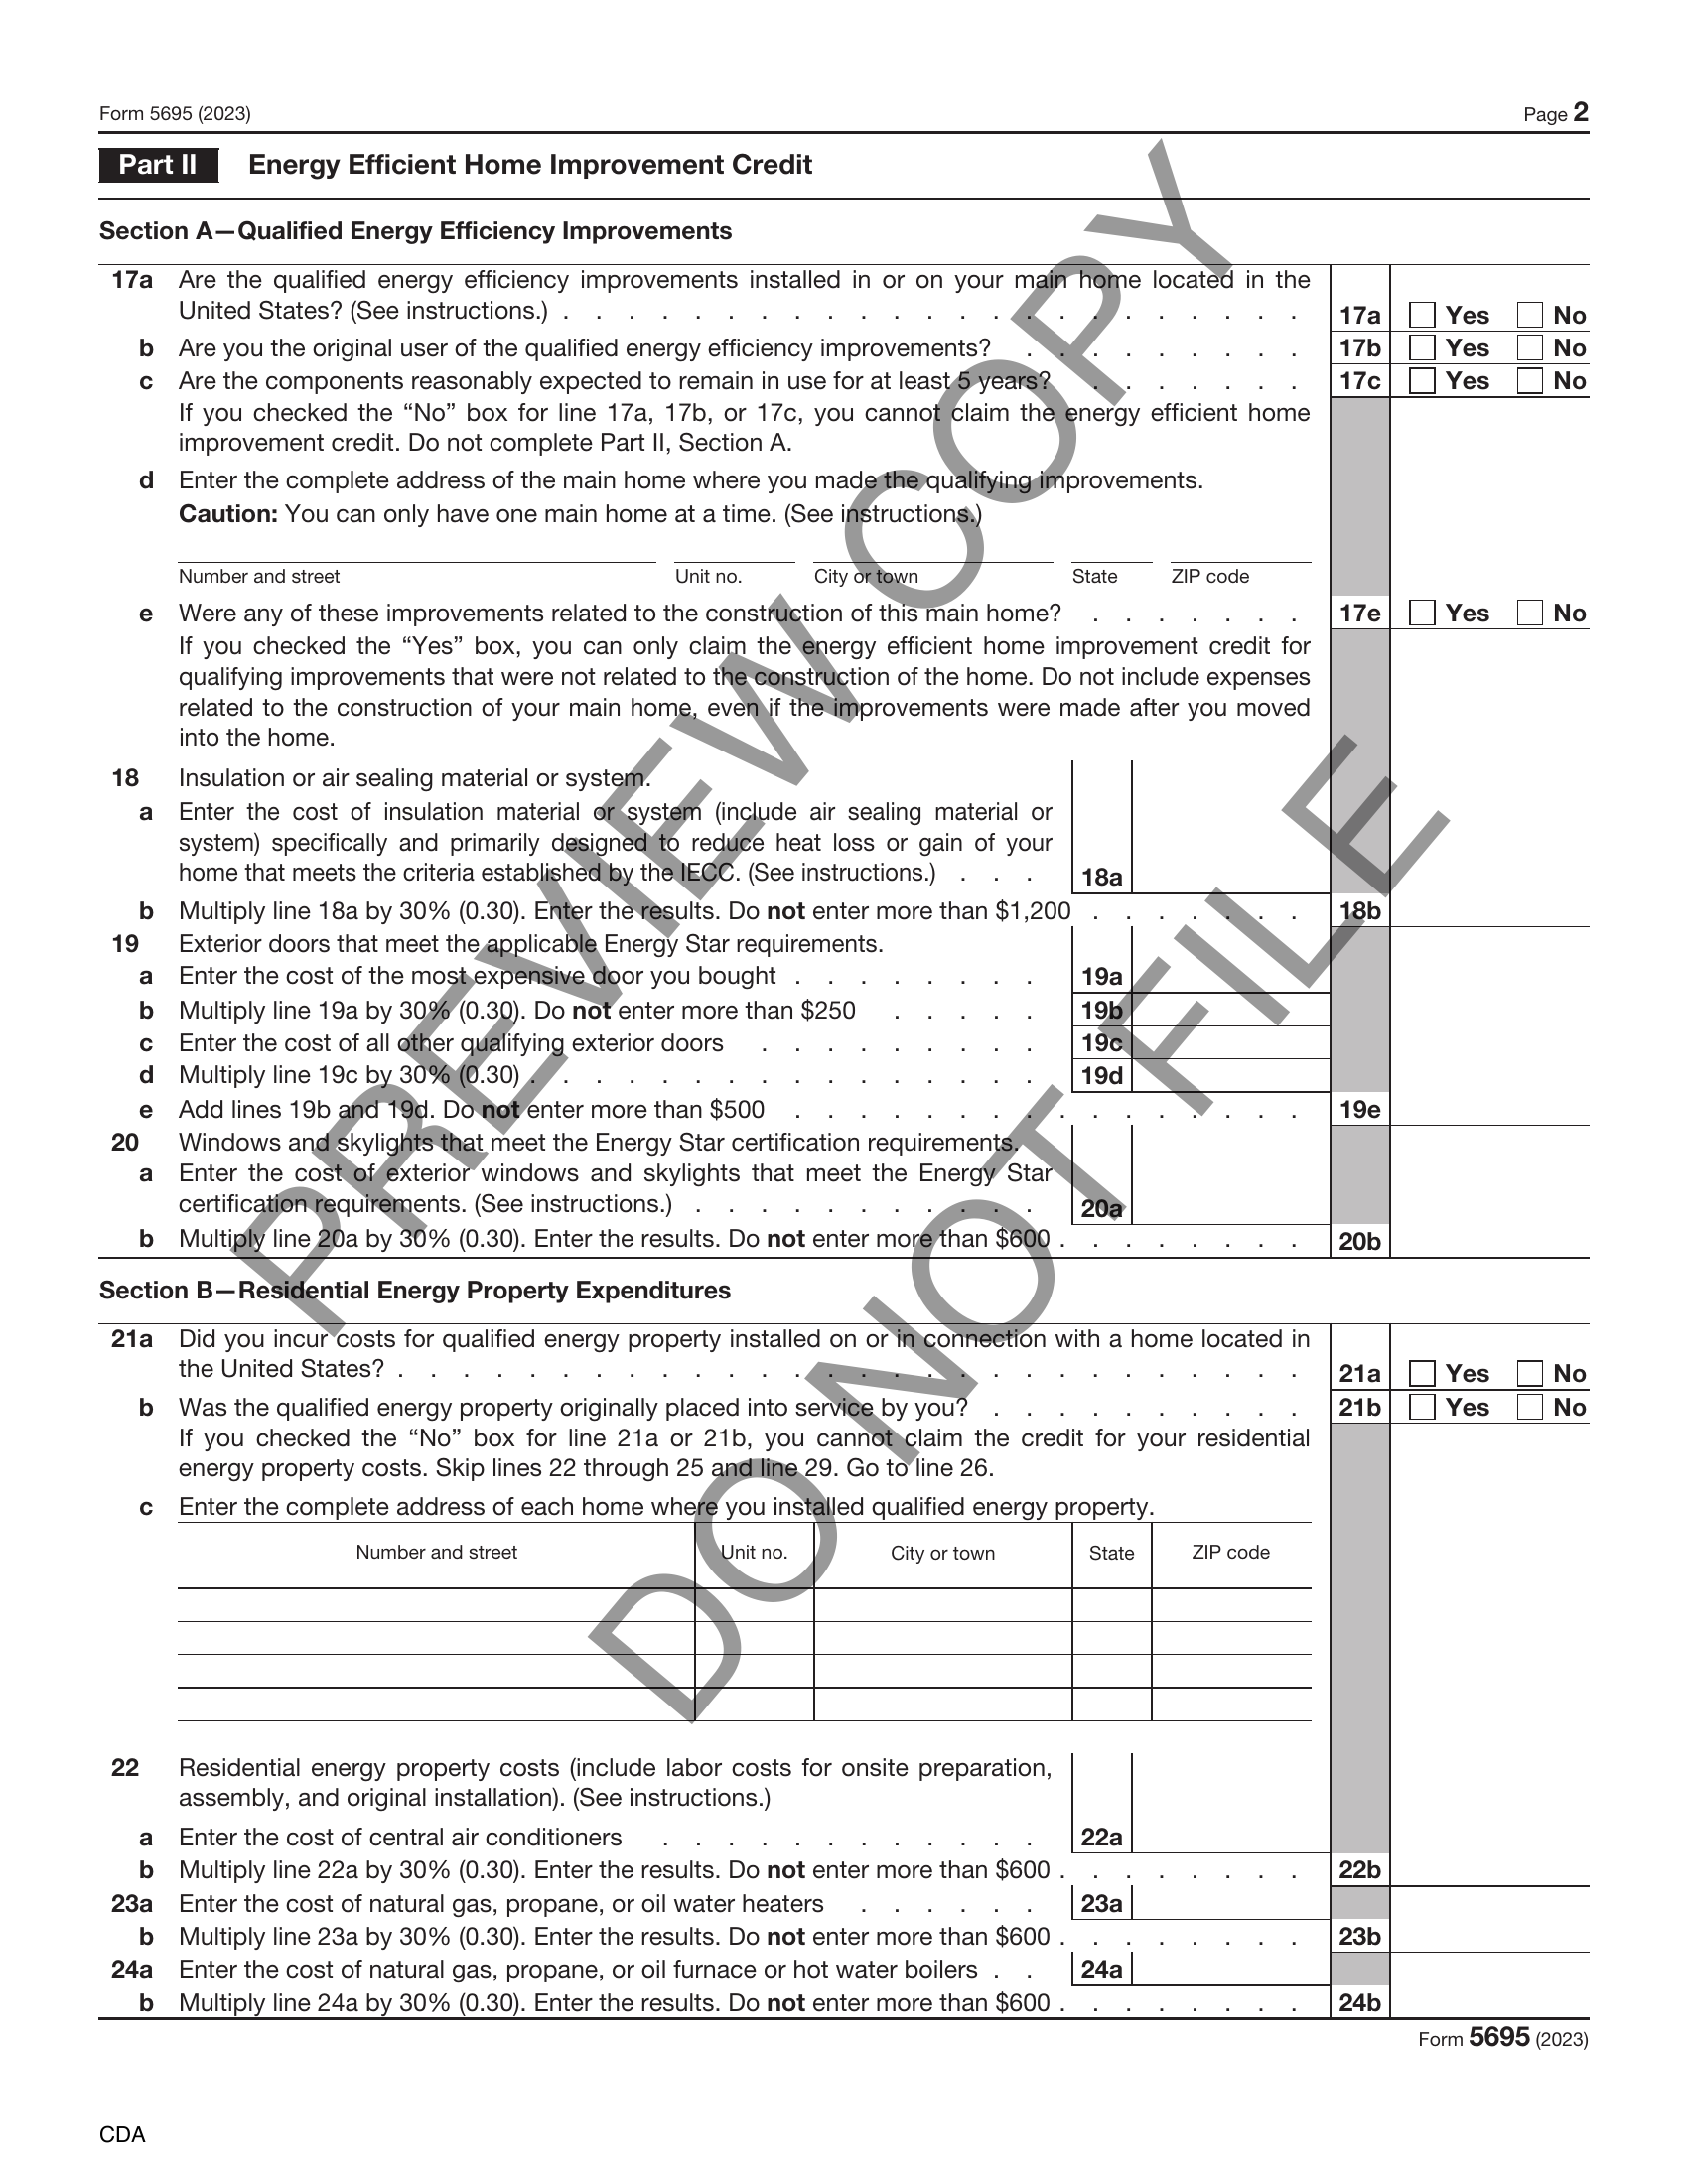 Form 5695 (2023) Page 2
Part II Energy Efficient Home Improvement Credit
Section A—Qualified Energy Efficiency Improvements
17a Are the qualified energy efficiency improvements installed in or on your main home located in the
United States? (See instructions.) . . . . . . . . . . . . . . . . . . . . . . . 17a Yes No
b Are you the original user of the qualified energy efficiency improvements? . . . . . . . . . 17b Yes No
c Are the components reasonably expected to remain in use for at least 5 years? . . . . . . . 17c Yes No
If you checked the “No” box for line 17a, 17b, or 17c, you cannot claim the energy efficient home
improvement credit. Do not complete Part II, Section A.
d Enter the complete address of the main home where you made the qualifying improvements.
Caution: You can only have one main home at a time. (See instructions.)
Number and street Unit no. City or town State ZIP code
e Were any of these improvements related to the construction of this main home? . . . . . . . 17e Yes No
If you checked the “Yes” box, you can only claim the energy efficient home improvement credit for
qualifying improvements that were not related to the construction of the home. Do not include expenses
related to the construction of your main home, even if the improvements were made after you moved
into the home.
18 Insulation or air sealing material or system.
a Enter the cost of insulation material or system (include air sealing material or
system) specifically and primarily designed to reduce heat loss or gain of your
home that meets the criteria established by the IECC. (See instructions.) . . . 18a
b Multiply line 18a by 30% (0.30). Enter the results. Do not enter more than $1,200 . . . . . . . 18b
19 Exterior doors that meet the applicable Energy Star requirements.
a Enter the cost of the most expensive door you bought . . . . . . . . 19a
b Multiply line 19a by 30% (0.30). Do not enter more than $250 . . . . . 19b
c Enter the cost of all other qualifying exterior doors . . . . . . . . . 19c
d Multiply line 19c by 30% (0.30) . . . . . . . . . . . . . . . . 19d
e Add lines 19b and 19d. Do not enter more than $500 . . . . . . . . . . . . . . . . 19e
20 Windows and skylights that meet the Energy Star certification requirements.
a Enter the cost of exterior windows and skylights that meet the Energy Star
certification requirements. (See instructions.) . . . . . . . . . . . 20a
b Multiply line 20a by 30% (0.30). Enter the results. Do not enter more than $600 . . . . . . . . 20b
Section B—Residential Energy Property Expenditures
21a Did you incur costs for qualified energy property installed on or in connection with a home located in
the United States? . . . . . . . . . . . . . . . . . . . . . . . . . . . . 21a Yes No
b Was the qualified energy property originally placed into service by you? . . . . . . . . . . 21b Yes No
If you checked the “No” box for line 21a or 21b, you cannot claim the credit for your residential
energy property costs. Skip lines 22 through 25 and line 29. Go to line 26.
c Enter the complete address of each home where you installed qualified energy property.
Number and street Unit no. City or town State ZIP code
22 Residential energy property costs (include labor costs for onsite preparation,
assembly, and original installation). (See instructions.)
a Enter the cost of central air conditioners . . . . . . . . . . . . 22a
b Multiply line 22a by 30% (0.30). Enter the results. Do not enter more than $600 . . . . . . . . 22b
23a Enter the cost of natural gas, propane, or oil water heaters . . . . . . 23a
b Multiply line 23a by 30% (0.30). Enter the results. Do not enter more than $600 . . . . . . . . 23b
24a Enter the cost of natural gas, propane, or oil furnace or hot water boilers . . 24a
b Multiply line 24a by 30% (0.30). Enter the results. Do not enter more than $600 . . . . . . . . 24b
Form 5695 (2023)
CDA
PREVIEW COPY
DO NOT FILE